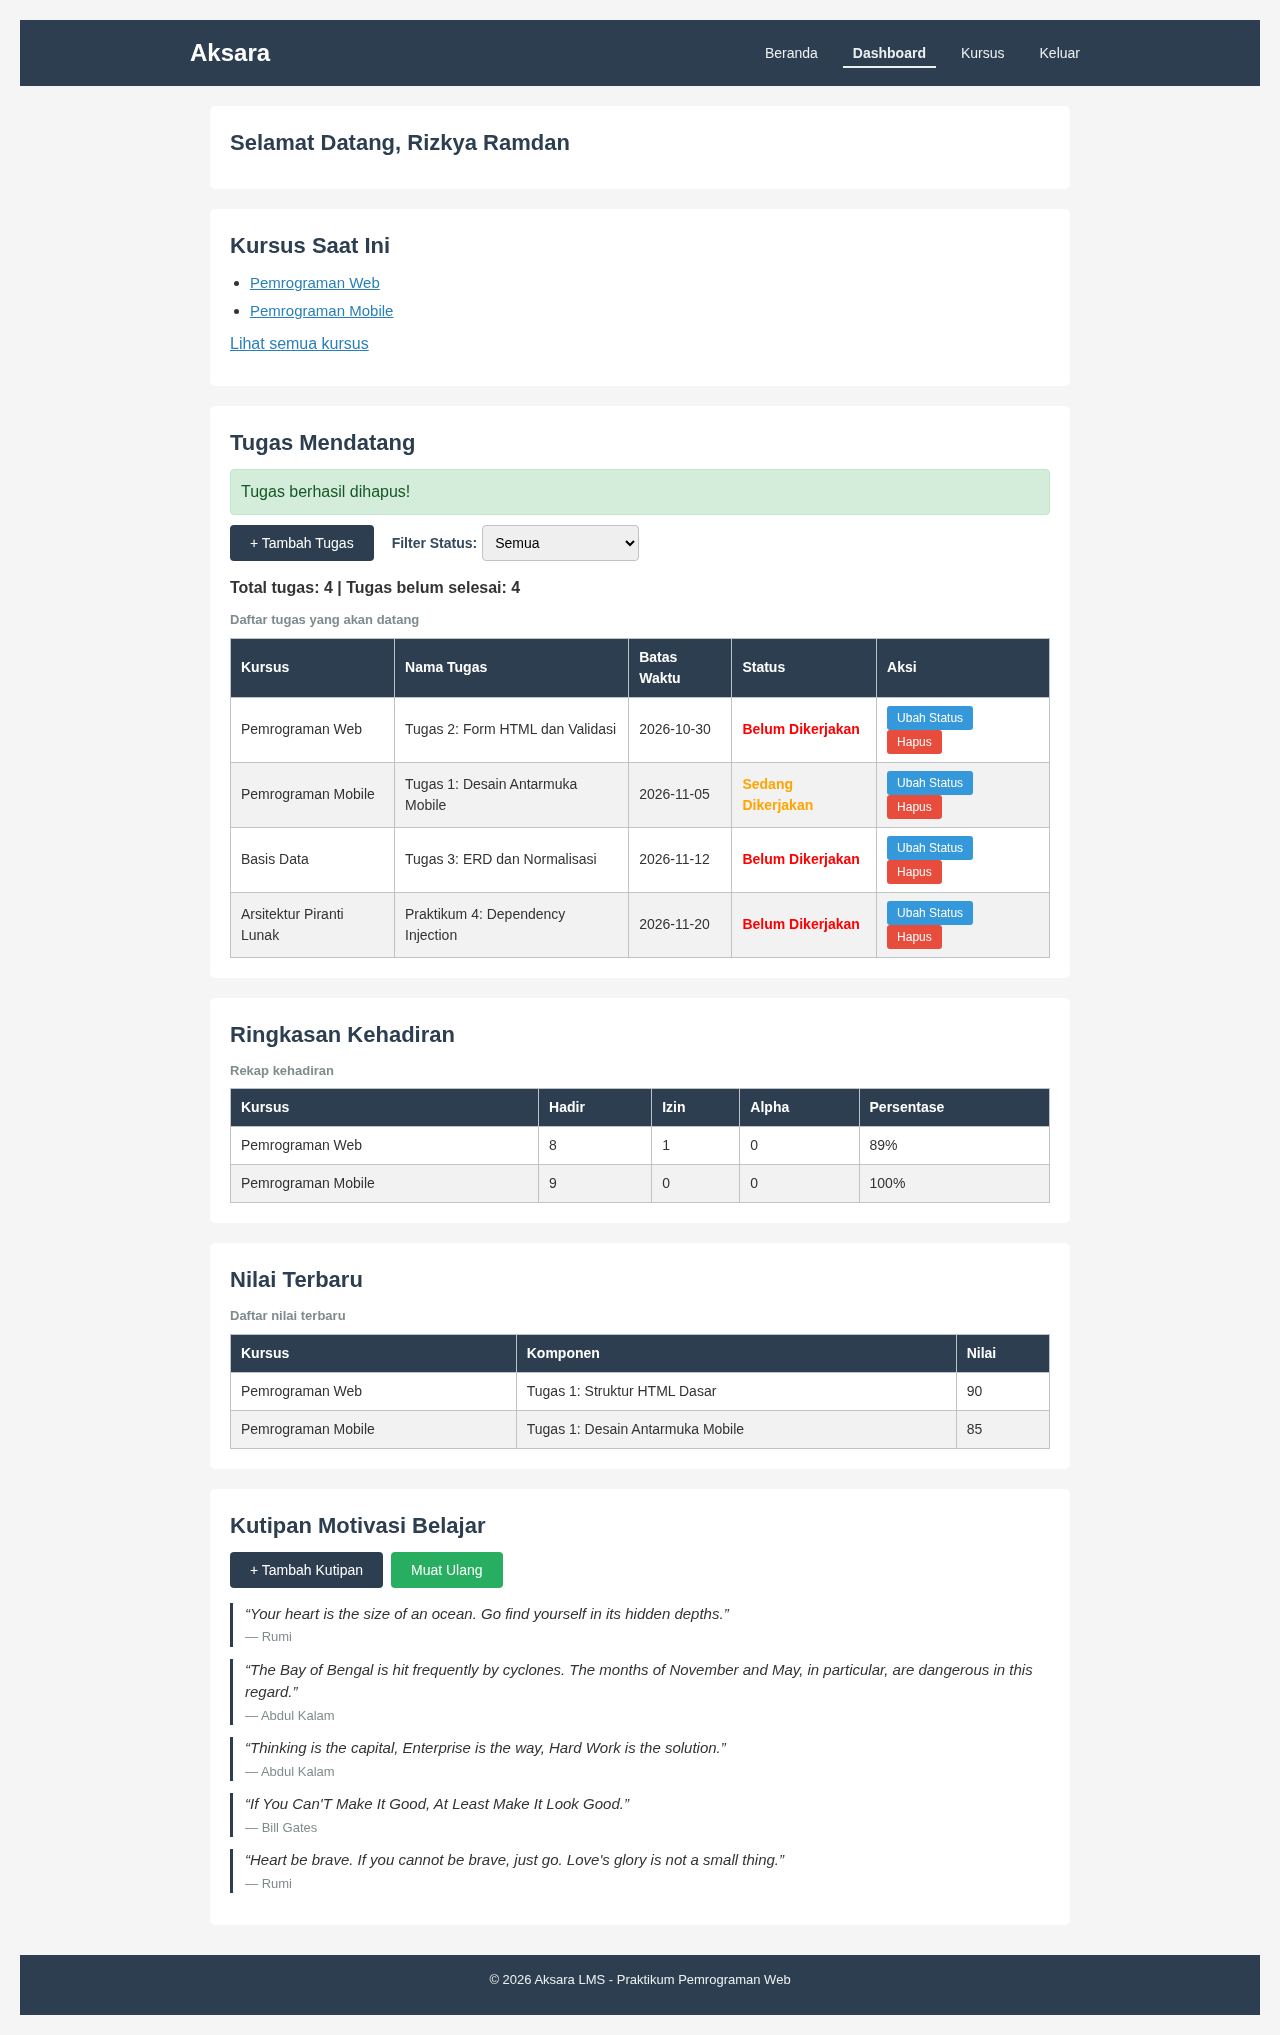 Aksara
Beranda Dashboard Kursus Keluar
Selamat Datang, Rizkya Ramdan
Kursus Saat Ini
Pemrograman Web
Pemrograman Mobile
Lihat semua kursus
Tugas Mendatang
Tugas berhasil dihapus!
+ Tambah Tugas Filter Status: Semua
Total tugas: 4 | Tugas belum selesai: 4
Daftar tugas yang akan datang
Kursus Nama Tugas Batas Waktu Status Aksi
Pemrograman Web Tugas 2: Form HTML dan Validasi 2026-10-30 Belum Dikerjakan Ubah Status Hapus
Pemrograman Mobile Tugas 1: Desain Antarmuka Mobile 2026-11-05 Sedang Dikerjakan Ubah Status Hapus
Basis Data Tugas 3: ERD dan Normalisasi 2026-11-12 Belum Dikerjakan Ubah Status Hapus
Arsitektur Piranti Lunak Praktikum 4: Dependency Injection 2026-11-20 Belum Dikerjakan Ubah Status Hapus
Ringkasan Kehadiran
Rekap kehadiran
Kursus Hadir Izin Alpha Persentase
Pemrograman Web 8 1 0 89%
Pemrograman Mobile 9 0 0 100%
Nilai Terbaru
Daftar nilai terbaru
Kursus Komponen Nilai
Pemrograman Web Tugas 1: Struktur HTML Dasar 90
Pemrograman Mobile Tugas 1: Desain Antarmuka Mobile 85
Kutipan Motivasi Belajar
+ Tambah Kutipan Muat Ulang
“Your heart is the size of an ocean. Go find yourself in its hidden depths.”
— Rumi
“The Bay of Bengal is hit frequently by cyclones. The months of November and May, in particular, are dangerous in this
regard.”
— Abdul Kalam
“Thinking is the capital, Enterprise is the way, Hard Work is the solution.”
— Abdul Kalam
“If You Can'T Make It Good, At Least Make It Look Good.”
— Bill Gates
“Heart be brave. If you cannot be brave, just go. Love's glory is not a small thing.”
— Rumi
© 2026 Aksara LMS - Praktikum Pemrograman Web